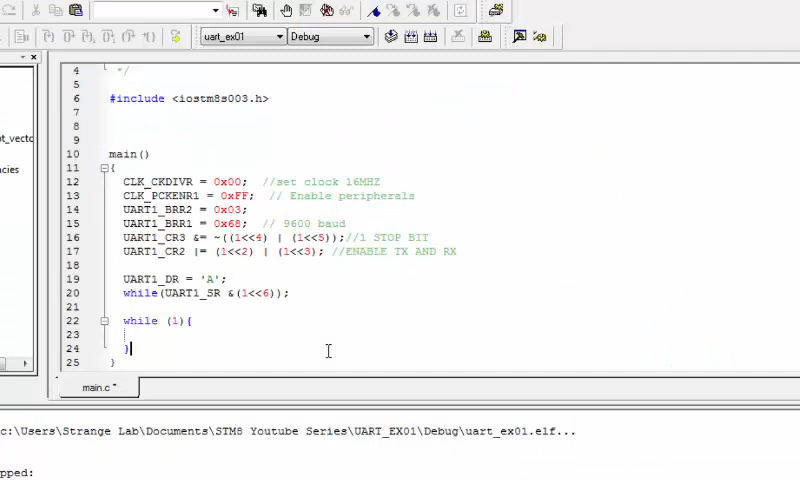 uart_ex01 Debug
4 */
5
6 #include <iostm8s003.h>
7
8
9
10 main()
11 {
12 CLK_CKDIVR = 0x00; //set clock 16MHZ
13 CLK_PCKENR1 = 0xFF; // Enable peripherals
14 UART1_BRR2 = 0x03;
15 UART1_BRR1 = 0x68; // 9600 baud
16 UART1_CR3 &= ~((1<<4) | (1<<5));//1 STOP BIT
17 UART1_CR2 |= (1<<2) | (1<<3); //ENABLE TX AND RX
18
19 UART1_DR = 'A';
20 while(UART1_SR &(1<<6));
21
22 while (1){
23
24 }
25 }
pt_vecto
cies
main.c *
c:\Users\Strange Lab\Documents\STM8 Youtube Series\UART_EX01\Debug\uart_ex01.elf...
pped: